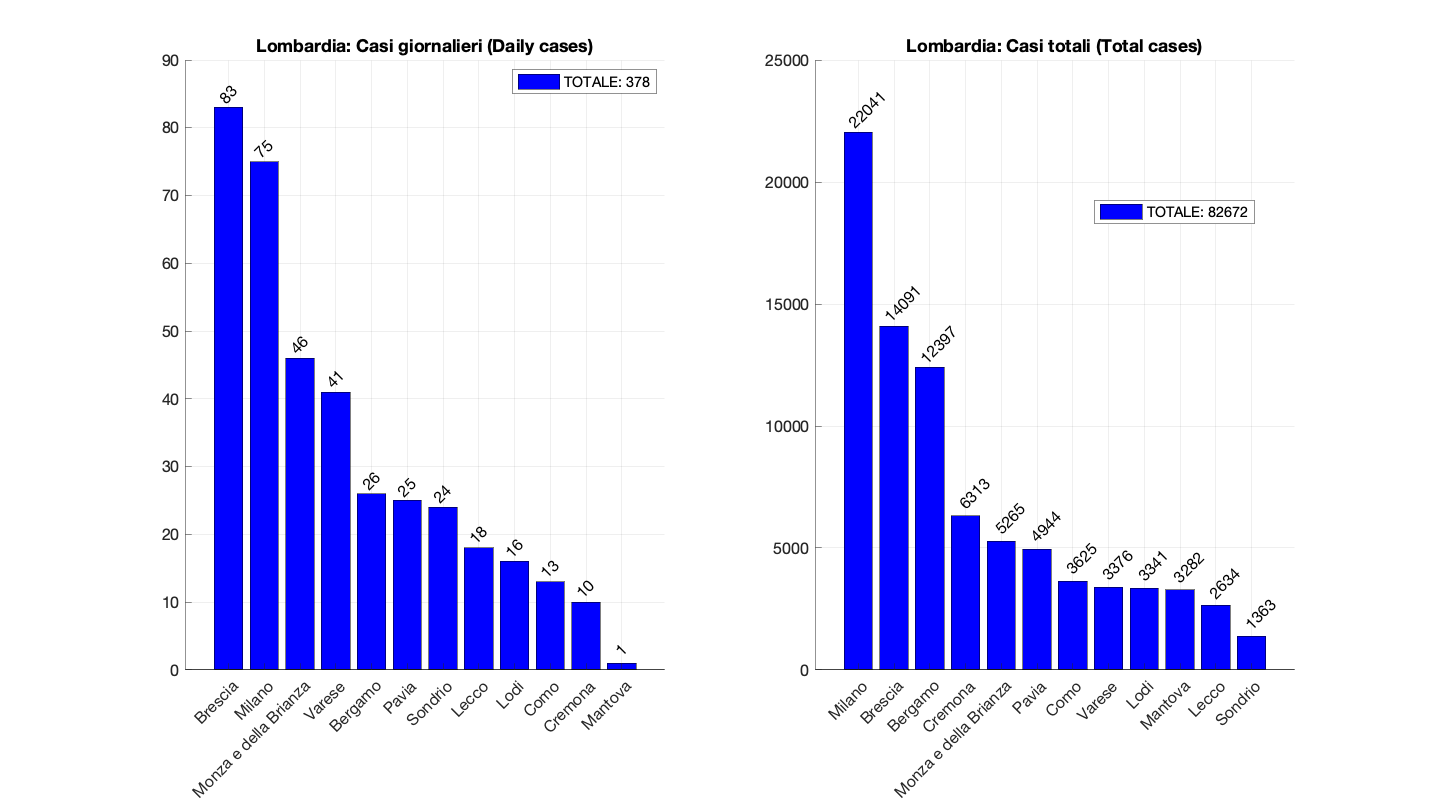 Lombardia: Casi giornalieri (Daily cases)
TOTALE: 378
90
80
70
60
50
40
30
20
10
0
83
75
46
41
26
25
24
18
16
13
10
1
Brescia
Milano
Monza e della Brianza
Varese
Bergamo
Pavia
Sondrio
Lecco
Lodi
Como
Cremona
Mantova
Lombardia: Casi totali (Total cases)
TOTALE: 82672
25000
20000
15000
10000
5000
0
22041
14091
12397
6313
5265
4944
3625
3376
3341
3282
2634
1363
Milano
Brescia
Bergamo
Cremona
Monza e della Brianza
Pavia
Como
Varese
Lodi
Mantova
Lecco
Sondrio